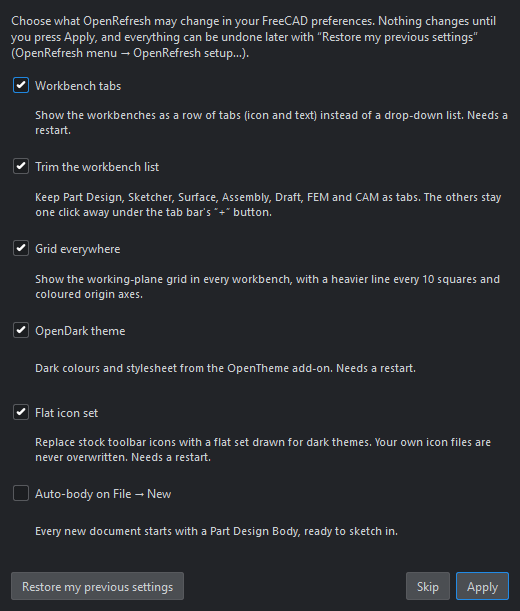 Choose what OpenRefresh may change in your FreeCAD preferences. Nothing changes until
you press Apply, and everything can be undone later with “Restore my previous settings”
(OpenRefresh menu → OpenRefresh setup...).
Workbench tabs
Show the workbenches as a row of tabs (icon and text) instead of a drop-down list. Needs a
restart.
Trim the workbench list
Keep Part Design, Sketcher, Surface, Assembly, Draft, FEM and CAM as tabs. The others stay
one click away under the tab bar's "+" button.
Grid everywhere
Show the working-plane grid in every workbench, with a heavier line every 10 squares and
coloured origin axes.
OpenDark theme
Dark colours and stylesheet from the OpenTheme add-on. Needs a restart.
Flat icon set
Replace stock toolbar icons with a flat set drawn for dark themes. Your own icon files are
never overwritten. Needs a restart.
Auto-body on File → New
Every new document starts with a Part Design Body, ready to sketch in.
Restore my previous settings
Skip
Apply